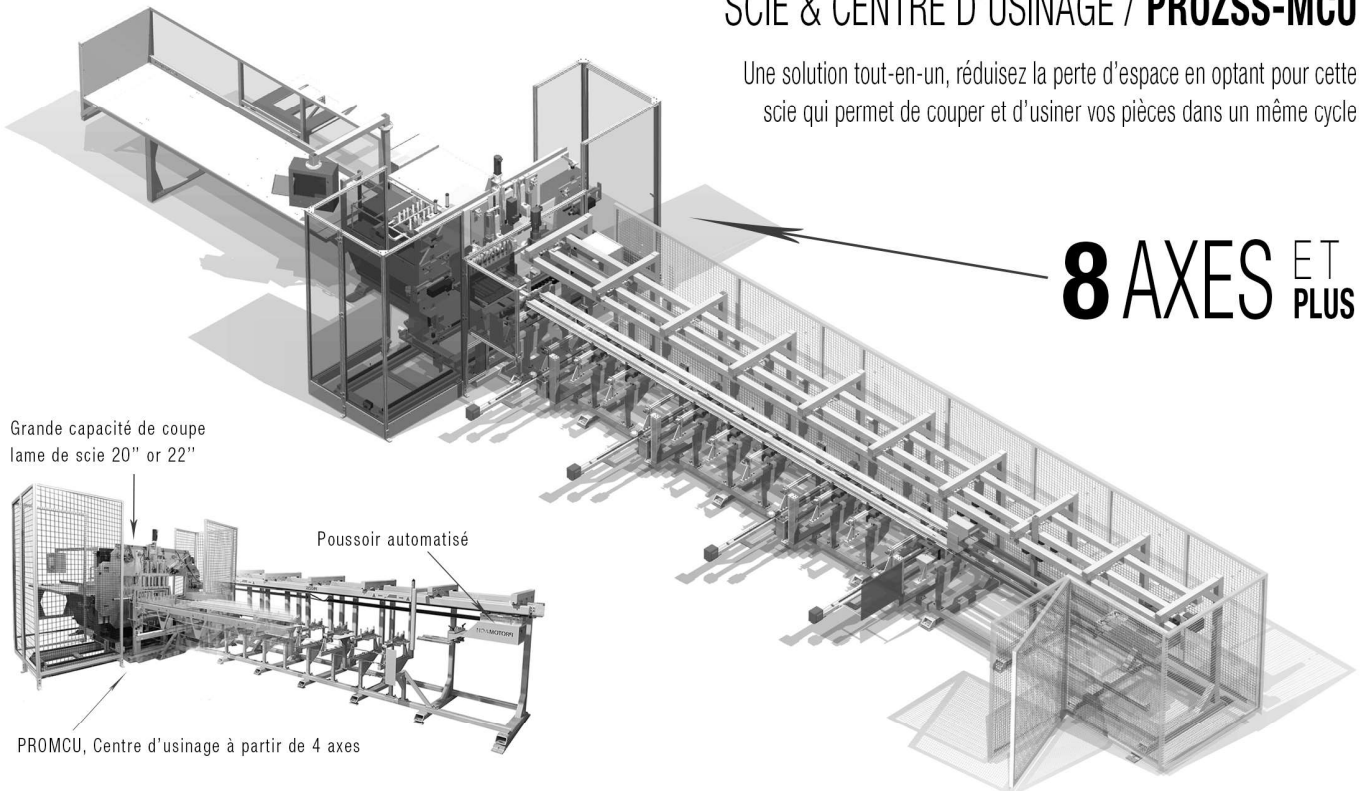 SCIE & CENTRE D'USINAGE / PROZSS-MCU
Une solution tout-en-un, réduisez la perte d'espace en optant pour cette
scie qui permet de couper et d'usiner vos pièces dans un même cycle
8 AXES ET
PLUS
Grande capacité de coupe
lame de scie 20" or 22"
Poussoir automatisé
PROMCU, Centre d'usinage à partir de 4 axes